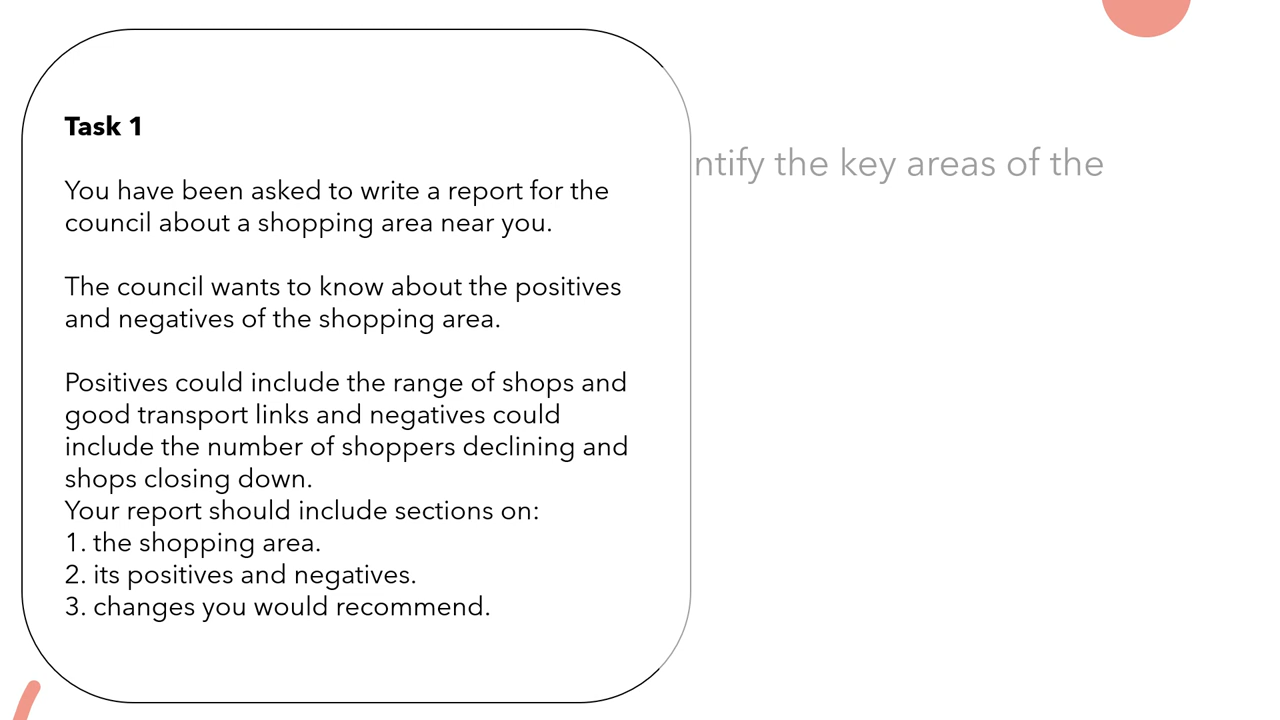 Task 1
You have been asked to write a report for the
council about a shopping area near you.
The council wants to know about the positives
and negatives of the shopping area.
Positives could include the range of shops and
good transport links and negatives could
include the number of shoppers declining and
shops closing down.
Your report should include sections on:
1. the shopping area.
2. its positives and negatives.
3. changes you would recommend.
the key areas of the